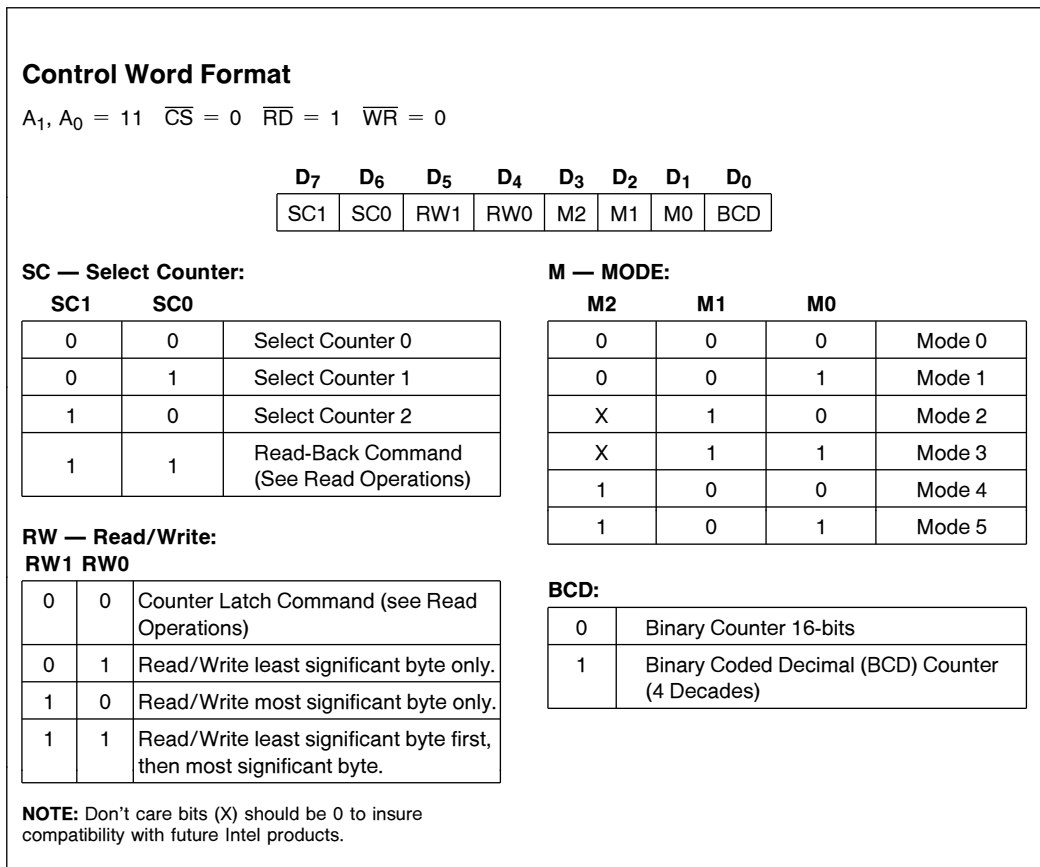 Control Word Format
A1, A0 = 11 C̅S̅ = 0 R̅D̅ = 1 W̅R̅ = 0
D7 D6 D5 D4 D3 D2 D1 D0
SC1 SC0 RW1 RW0 M2 M1 M0 BCD
SC — Select Counter:
SC1 SC0
0 0 Select Counter 0
0 1 Select Counter 1
1 0 Select Counter 2
1 1 Read-Back Command
(See Read Operations)
RW — Read/Write:
RW1 RW0
0 0 Counter Latch Command (see Read
Operations)
0 1 Read/Write least significant byte only.
1 0 Read/Write most significant byte only.
1 1 Read/Write least significant byte first,
then most significant byte.
NOTE: Don't care bits (X) should be 0 to insure
compatibility with future Intel products.
M — MODE:
M2 M1 M0
0 0 0 Mode 0
0 0 1 Mode 1
X 1 0 Mode 2
X 1 1 Mode 3
1 0 0 Mode 4
1 0 1 Mode 5
BCD:
0 Binary Counter 16-bits
1 Binary Coded Decimal (BCD) Counter
(4 Decades)